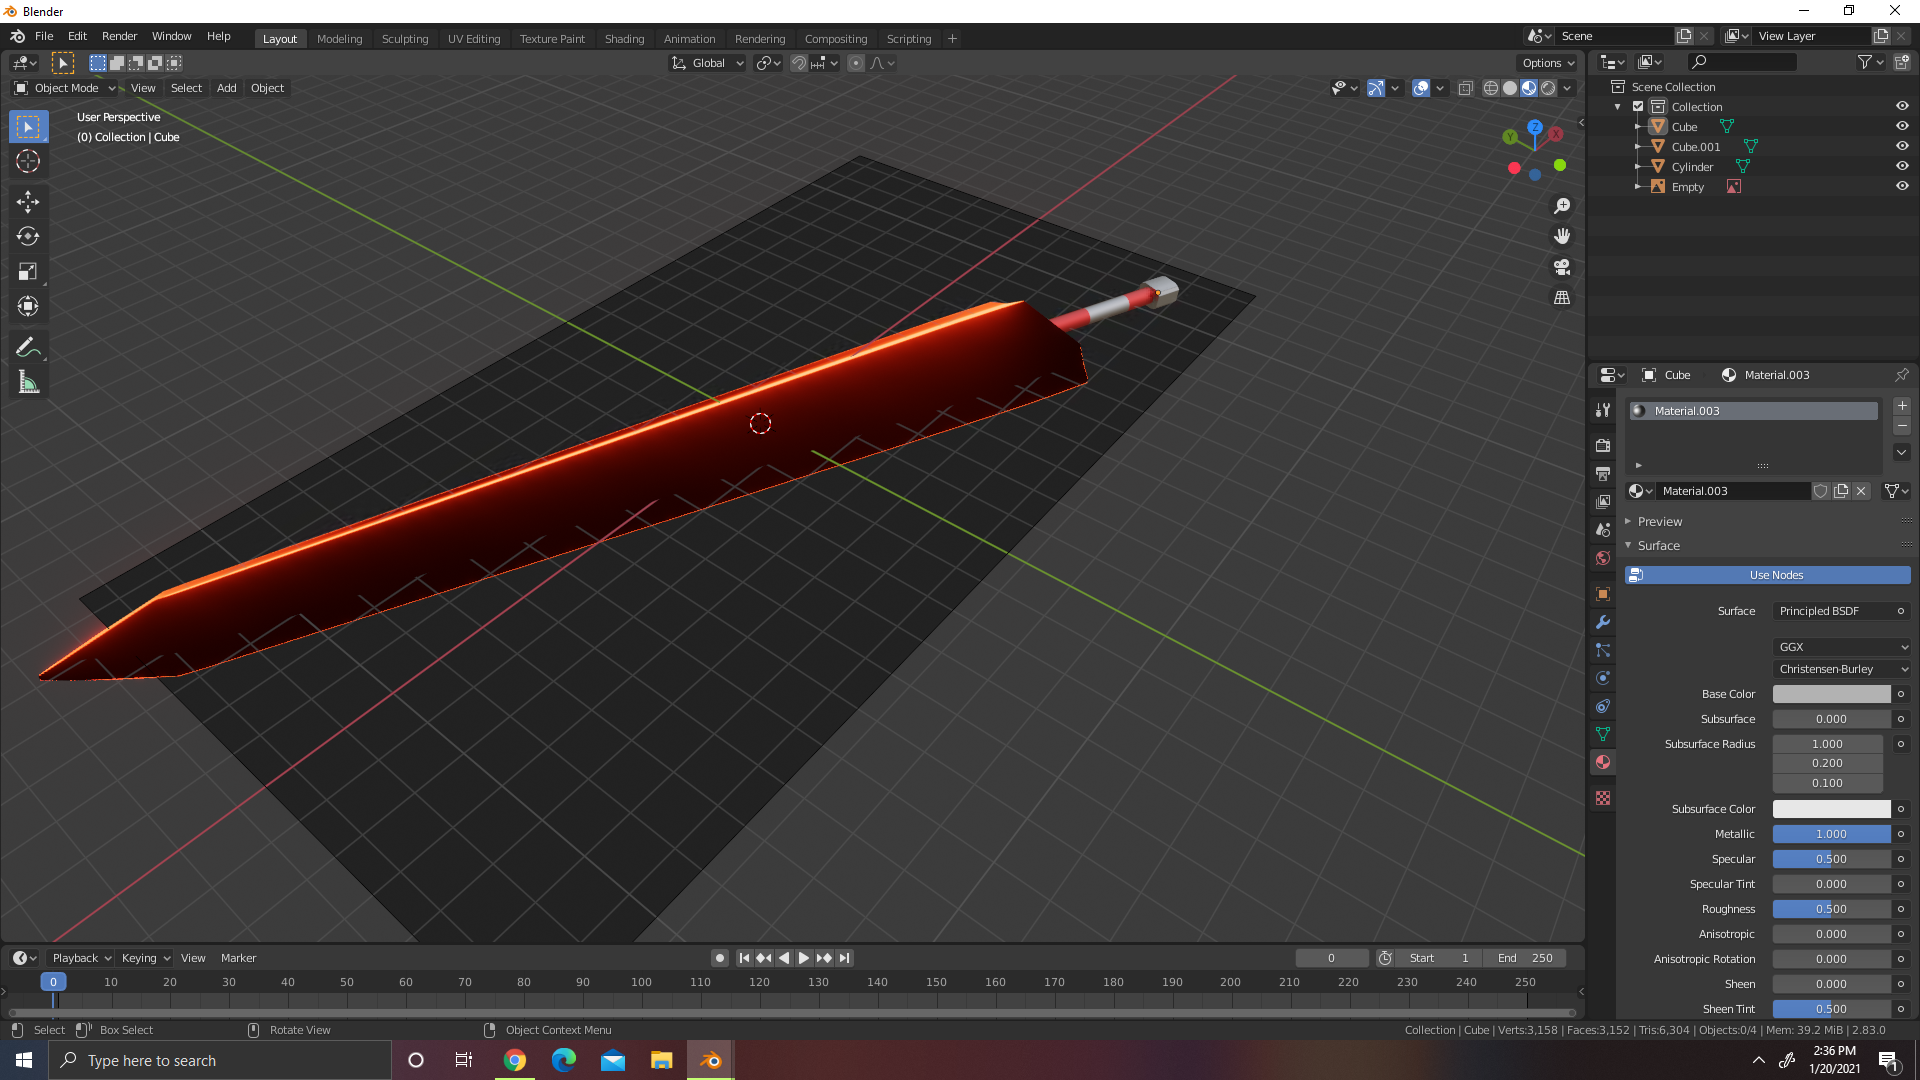 Blender
File Edit Render Window Help
Layout Modeling Sculpting UV Editing Texture Paint Shading Animation Rendering Compositing Scripting +
Scene
View Layer
Global
Options
Object Mode View Select Add Object
User Perspective
(0) Collection | Cube
Z
Y
X
Scene Collection
Collection
Cube
Cube.001
Cylinder
Empty
Cube Material.003
Material.003
Material.003
Preview
Surface
Use Nodes
Surface Principled BSDF
GGX
Christensen-Burley
Base Color
Subsurface 0.000
Subsurface Radius 1.000
0.200
0.100
Subsurface Color
Metallic 1.000
Specular 0.500
Specular Tint 0.000
Roughness 0.500
Anisotropic 0.000
Anisotropic Rotation 0.000
Sheen 0.000
Sheen Tint 0.500
Playback Keying View Marker
0 Start 1 End 250
0 10 20 30 40 50 60 70 80 90 100 110 120 130 140 150 160 170 180 190 200 210 220 230 240 250
Select Box Select Rotate View Object Context Menu
Collection | Cube | Verts:3,158 | Faces:3,152 | Tris:6,304 | Objects:0/4 | Mem: 39.2 MiB | 2.83.0
Type here to search
2:36 PM
1/20/2021
1